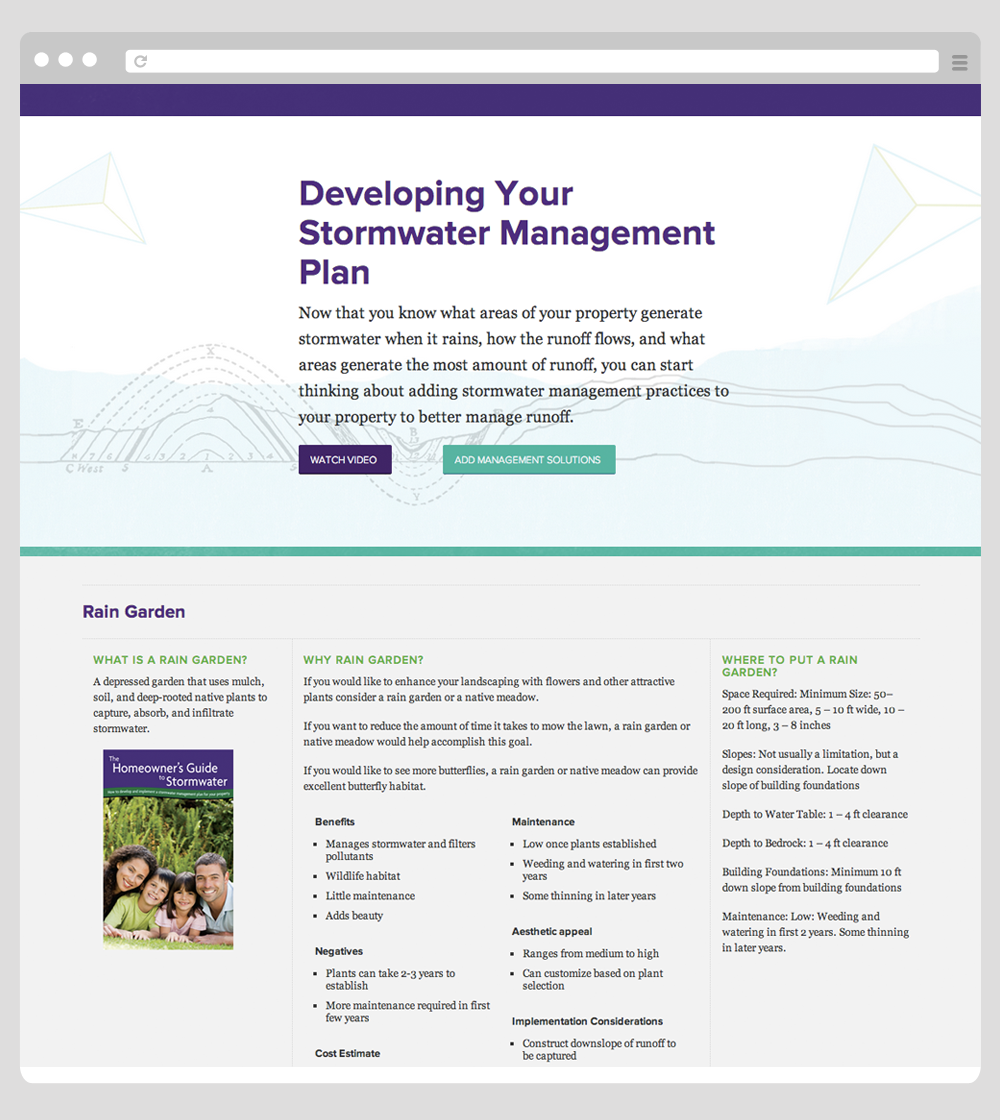 Developing Your
Stormwater Management
Plan
Now that you know what areas of your property generate
stormwater when it rains, how the runoff flows, and what
areas generate the most amount of runoff, you can start
thinking about adding stormwater management practices to
your property to better manage runoff.
X
E
4
E
B
C West
S
A
S
Y
WATCH VIDEO
ADD MANAGEMENT SOLUTIONS
Rain Garden
WHAT IS A RAIN GARDEN?
A depressed garden that uses mulch,
soil, and deep-rooted native plants to
capture, absorb, and infiltrate
stormwater.
The
Homeowner's Guide
to Stormwater
How to develop and implement a stormwater management plan for your property
WHY RAIN GARDEN?
If you would like to enhance your landscaping with flowers and other attractive
plants consider a rain garden or a native meadow.
If you want to reduce the amount of time it takes to mow the lawn, a rain garden or
native meadow would help accomplish this goal.
If you would like to see more butterflies, a rain garden or native meadow can provide
excellent butterfly habitat.
Benefits
Manages stormwater and filters
pollutants
Wildlife habitat
Little maintenance
Adds beauty
Negatives
Plants can take 2-3 years to
establish
More maintenance required in first
few years
Cost Estimate
Maintenance
Low once plants established
Weeding and watering in first two
years
Some thinning in later years
Aesthetic appeal
Ranges from medium to high
Can customize based on plant
selection
Implementation Considerations
Construct downslope of runoff to
be captured
WHERE TO PUT A RAIN
GARDEN?
Space Required: Minimum Size: 50–
200 ft surface area, 5 – 10 ft wide, 10 –
20 ft long, 3 – 8 inches
Slopes: Not usually a limitation, but a
design consideration. Locate down
slope of building foundations
Depth to Water Table: 1 – 4 ft clearance
Depth to Bedrock: 1 – 4 ft clearance
Building Foundations: Minimum 10 ft
down slope from building foundations
Maintenance: Low: Weeding and
watering in first 2 years. Some thinning
in later years.